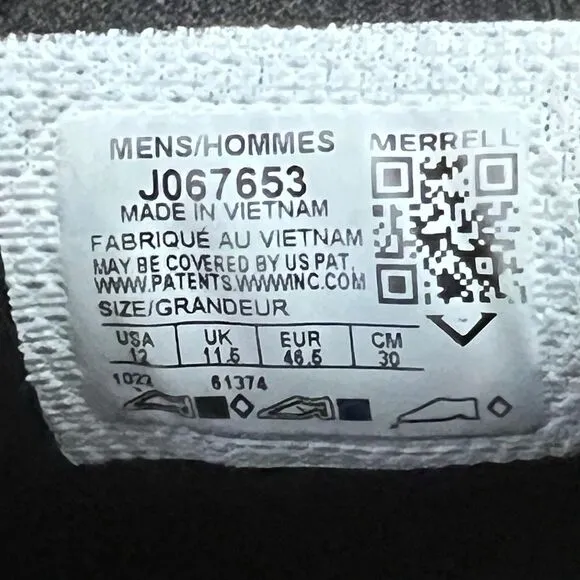 MENS/HOMMES
MERRELL
J067653
MADE IN VIETNAM
FABRIQUÉ AU VIETNAM
MAY BE COVERED BY US PAT.
WWW.PATENTS.WWWINC.COM
SIZE/GRANDEUR
USA UK EUR CM
12 11.5 46.5 30
1022 61374